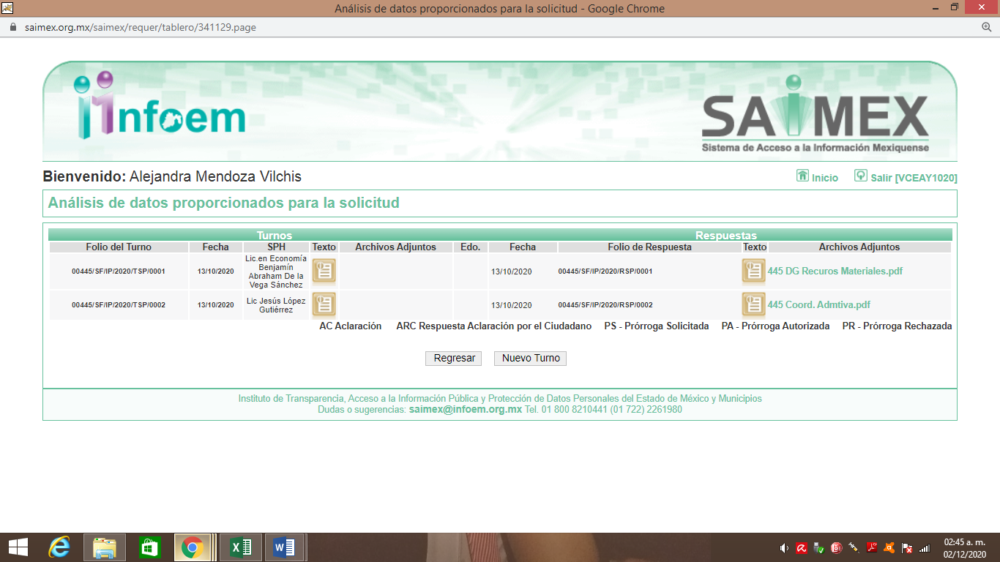 Análisis de datos proporcionados para la solicitud - Google Chrome
saimex.org.mx/saimex/requer/tablero/341129.page
infoem
SAIMEX
Sistema de Acceso a la Información Mexiquense
Bienvenido: Alejandra Mendoza Vilchis
Inicio Salir [VCEAY1020]
Análisis de datos proporcionados para la solicitud
Turnos Respuestas
Folio del Turno Fecha SPH Texto Archivos Adjuntos Edo. Fecha Folio de Respuesta Texto Archivos Adjuntos
00445/SF/IP/2020/TSP/0001 13/10/2020 Lic.en Economía
Benjamín
Abraham De la
Vega Sánchez
13/10/2020 00445/SF/IP/2020/RSP/0001 445 DG Recuros Materiales.pdf
00445/SF/IP/2020/TSP/0002 13/10/2020 Lic Jesús López
Gutiérrez
13/10/2020 00445/SF/IP/2020/RSP/0002 445 Coord. Admtiva.pdf
AC Aclaración ARC Respuesta Aclaración por el Ciudadano PS - Prórroga Solicitada PA - Prórroga Autorizada PR - Prórroga Rechazada
Regresar Nuevo Turno
Instituto de Transparencia, Acceso a la Información Pública y Protección de Datos Personales del Estado de México y Municipios
Dudas o sugerencias: saimex@infoem.org.mx Tel. 01 800 8210441 (01 722) 2261980
02:45 a. m.
02/12/2020